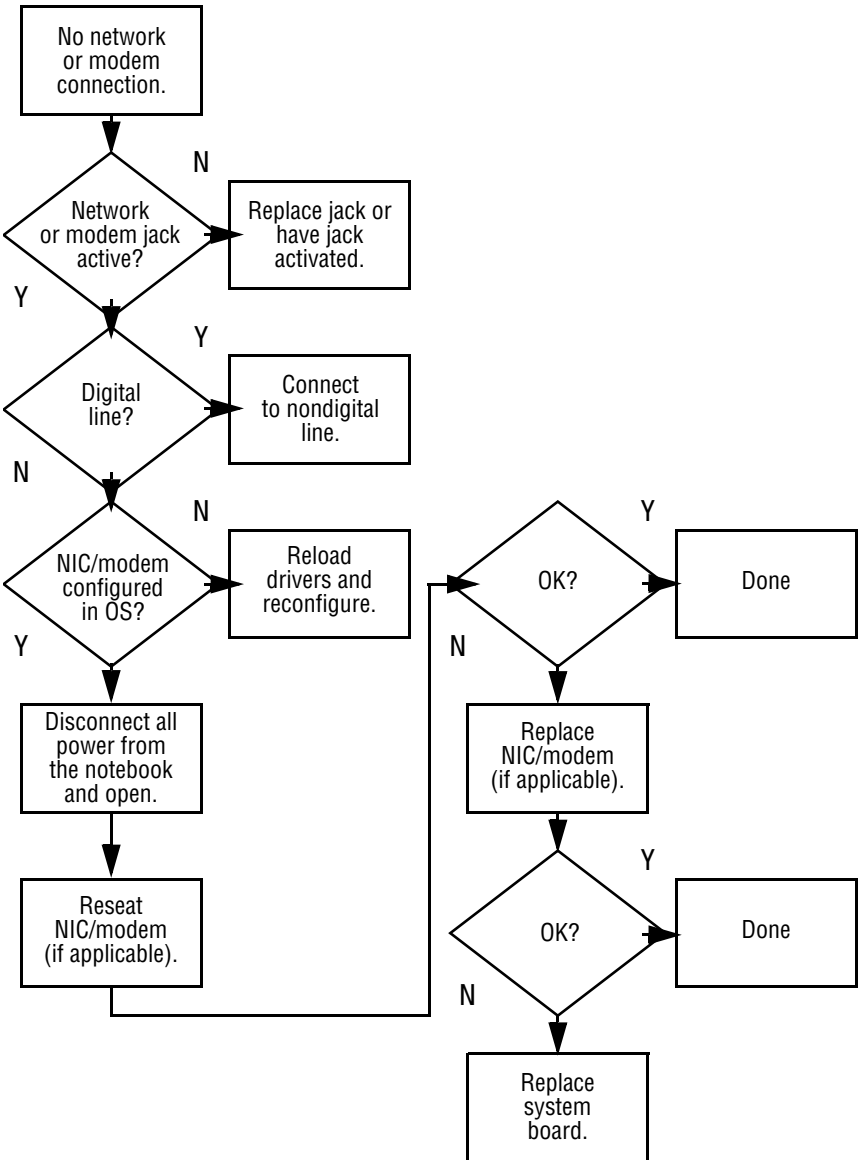 No network
or modem
connection.
N
Network
or modem jack
active?
Replace jack or
have jack
activated.
Y
Y
Digital
line?
Connect
to nondigital
line.
N
N
NIC/modem
configured
in OS?
Reload
drivers and
reconfigure.
Y
Disconnect all
power from
the notebook
and open.
Reseat
NIC/modem
(if applicable).
Y
OK?
Done
N
Replace
NIC/modem
(if applicable).
Y
OK?
Done
N
Replace
system
board.